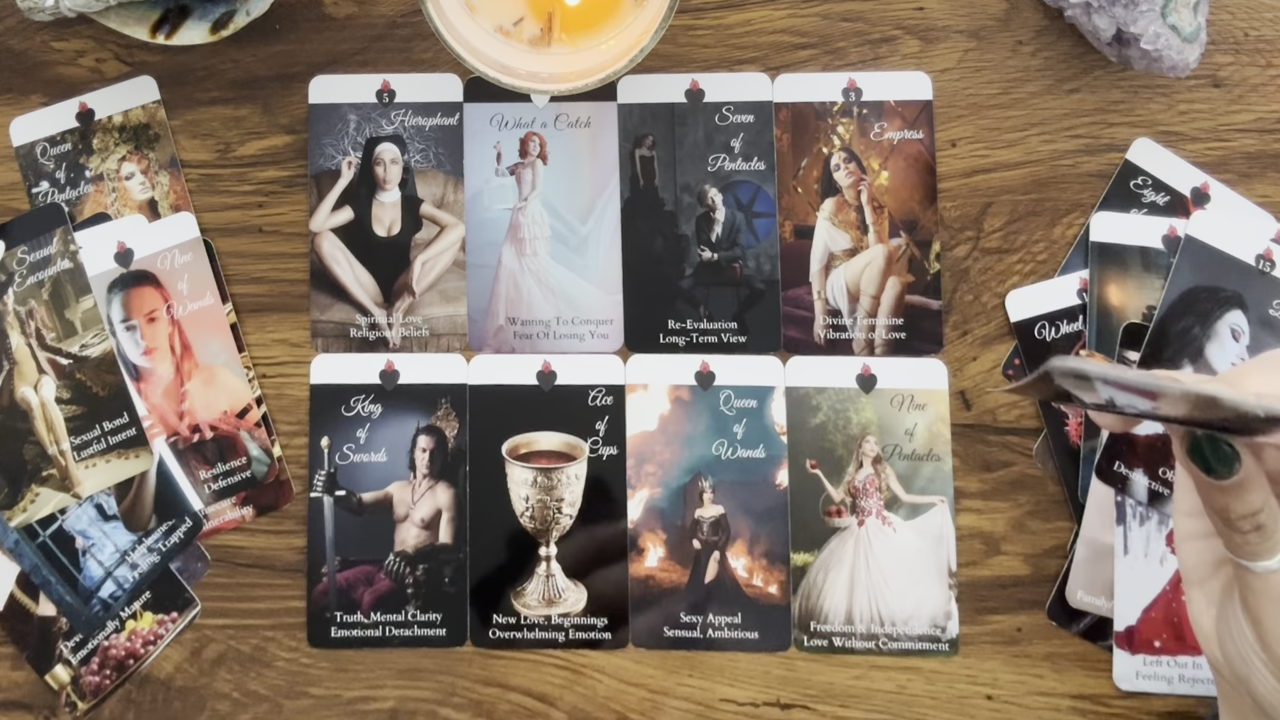 Queen
of
Pentacles
Sexual
Encounter
Sexual Bond
Lustful Intent
Nine
of
Wands
Resilience
Defensive
Emotionally Mature
5
Hierophant
Spiritual Love
Religious Beliefs
What a Catch
Wanting To Conquer
Fear Of Losing You
Seven
of
Pentacles
Re-Evaluation
Long-Term View
3
Empress
Divine Feminine
Vibration of Love
King
of
Swords
Truth, Mental Clarity
Emotional Detachment
Ace
of
Cups
New Love, Beginnings
Overwhelming Emotion
Queen
of
Wands
Sexy Appeal
Sensual, Ambitious
Nine
of
Pentacles
Freedom & Independence
Love Without Commitment
Eight
Wheel
15
Left Out In
Feeling